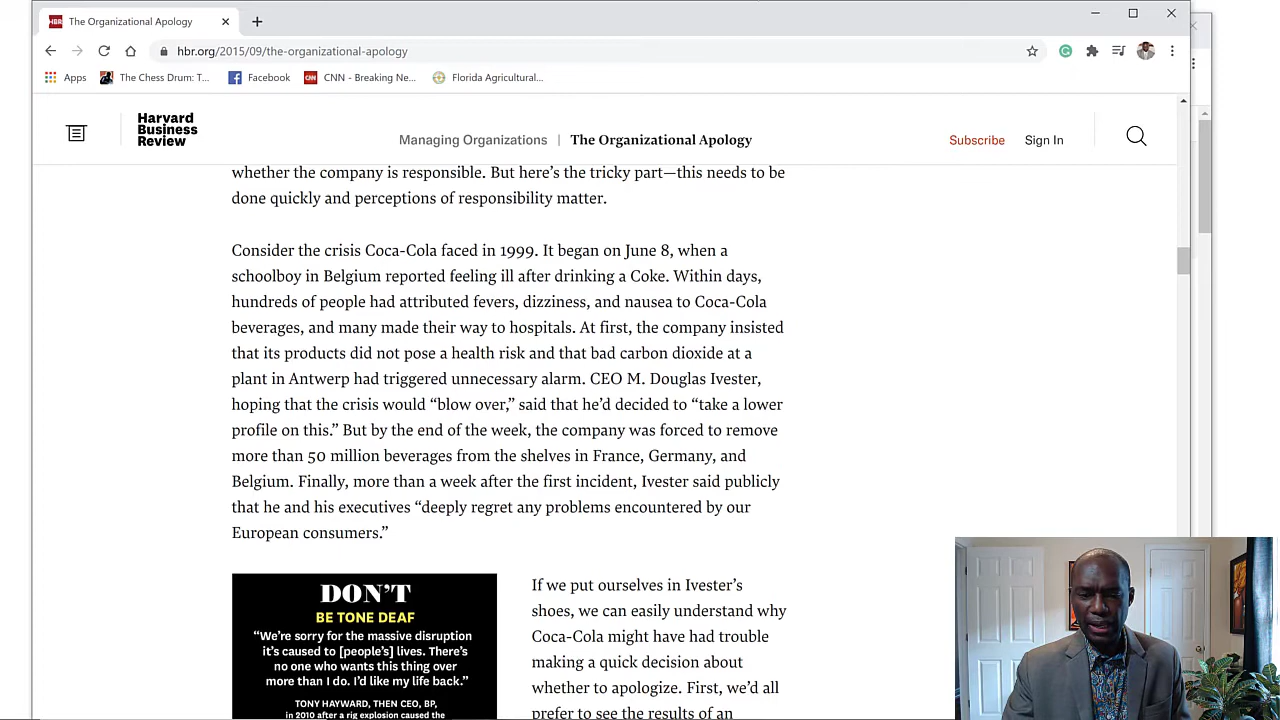 The Organizational Apology
hbr.org/2015/09/the-organizational-apology
Apps
The Chess Drum: T...
Facebook
CNN - Breaking Ne...
Florida Agricultural...
Harvard
Business
Review
Managing Organizations | The Organizational Apology
Subscribe
Sign In
whether the company is responsible. But here’s the tricky part—this needs to be
done quickly and perceptions of responsibility matter.
Consider the crisis Coca-Cola faced in 1999. It began on June 8, when a
schoolboy in Belgium reported feeling ill after drinking a Coke. Within days,
hundreds of people had attributed fevers, dizziness, and nausea to Coca-Cola
beverages, and many made their way to hospitals. At first, the company insisted
that its products did not pose a health risk and that bad carbon dioxide at a
plant in Antwerp had triggered unnecessary alarm. CEO M. Douglas Ivester,
hoping that the crisis would “blow over,” said that he’d decided to “take a lower
profile on this.” But by the end of the week, the company was forced to remove
more than 50 million beverages from the shelves in France, Germany, and
Belgium. Finally, more than a week after the first incident, Ivester said publicly
that he and his executives “deeply regret any problems encountered by our
European consumers.”
DON’T
BE TONE DEAF
“We’re sorry for the massive disruption
it’s caused to [people’s] lives. There’s
no one who wants this thing over
more than I do. I’d like my life back.”
TONY HAYWARD, THEN CEO, BP,
in 2010 after a rig explosion caused the
If we put ourselves in Ivester’s
shoes, we can easily understand why
Coca-Cola might have had trouble
making a quick decision about
whether to apologize. First, we’d all
prefer to see the results of an